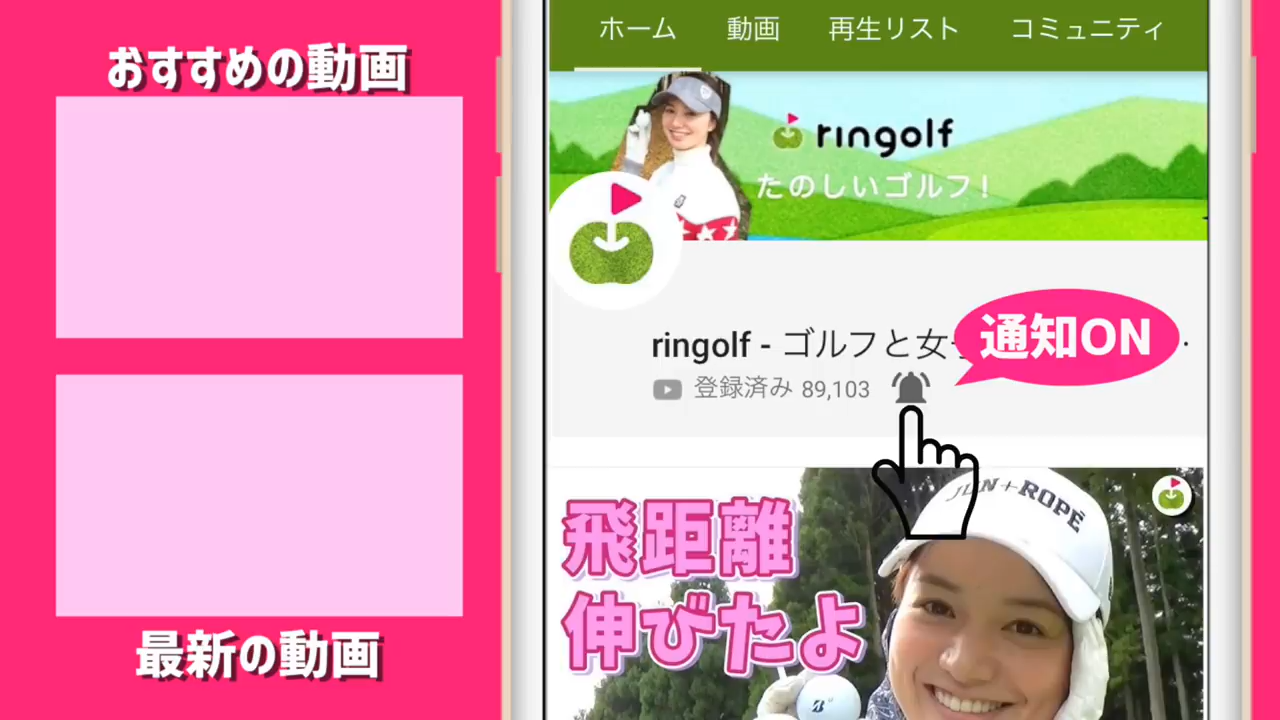 おすすめの動画
最新の動画
ホーム 動画 再生リスト コミュニティ
ringolf
たのしいゴルフ!
ringolf - ゴルフと女
通知ON
登録済み 89,103
JUN+ROPÉ
飛距離
伸びたよ
B